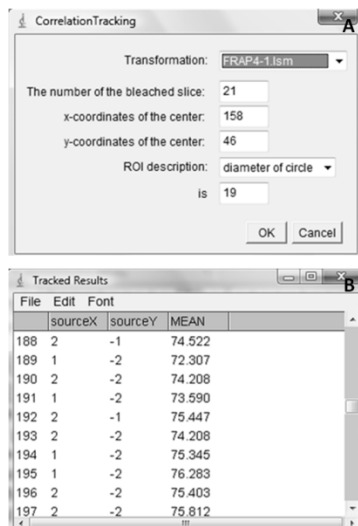 CorrelationTracking
A
Transformation: FRAP4-1.lsm
The number of the bleached slice: 21
x-coordinates of the center: 158
y-coordinates of the center: 46
ROI description: diameter of circle
is 19
OK Cancel
Tracked Results
B
File Edit Font
sourceX sourceY MEAN
188 2 -1 74.522
189 1 -2 72.307
190 2 -2 74.208
191 1 -2 73.590
192 2 -1 75.447
193 2 -2 74.208
194 1 -2 75.345
195 1 -2 76.283
196 2 -2 75.403
197 2 -2 75.812